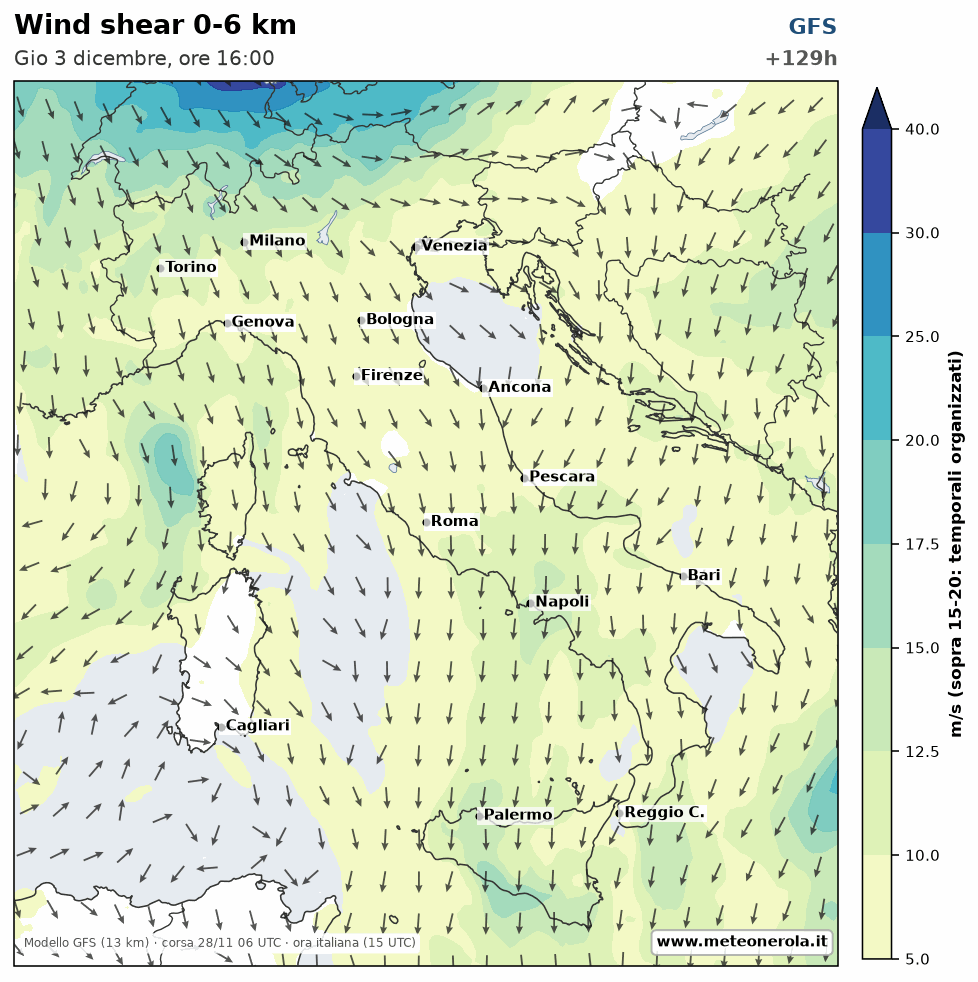 Wind shear 0-6 km
GFS
Gio 3 dicembre, ore 16:00
+129h
Milano
Venezia
Torino
Genova
Bologna
Firenze
Ancona
Pescara
Roma
Bari
Napoli
Cagliari
Palermo
Reggio C.
40.0
30.0
25.0
20.0
17.5
15.0
12.5
10.0
5.0
m/s (sopra 15-20: temporali organizzati)
Modello GFS (13 km) · corsa 28/11 06 UTC · ora italiana (15 UTC)
www.meteonerola.it